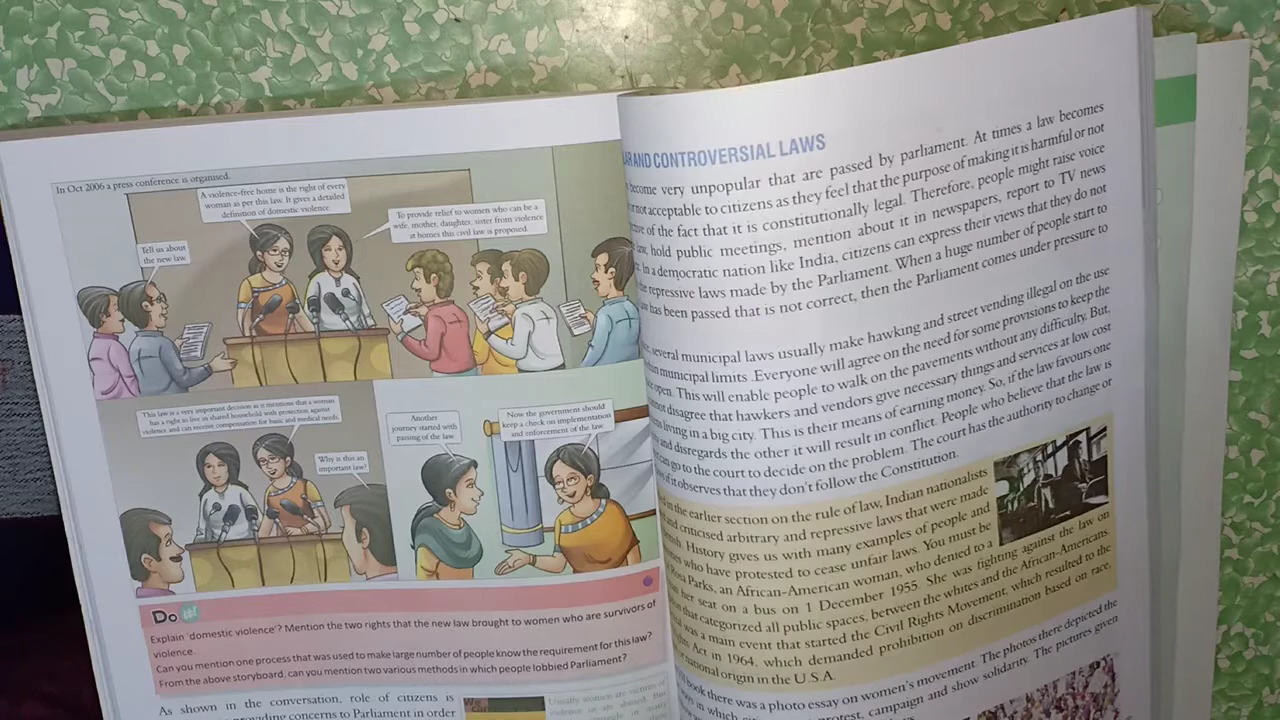 In Oct 2006 a press conference is organised.
A violence-free home is the right of every
woman as per this law. It gives a detailed
definition of domestic violence.
To provide relief to women who can be a
wife, mother, daughter, sister from violence
at homes this civil law is proposed.
Tell us about
the new law.
This law is a very important decision as it mentions that a woman
has a right to live in shared household with protection against
violence and can receive compensation for basic and medical needs.
Why is this an
important law?
Another
journey started with
passing of the law.
Now the government should
keep a check on implementation
and enforcement of the law.
Do it!
Explain 'domestic violence'? Mention the two rights that the new law brought to women who are survivors of
violence.
Can you mention one process that was used to make large number of people know the requirement for this law?
From the above storyboard, can you mention two various methods in which people lobbied Parliament?
As shown in the conversation, role of citizens is
concerns to Parliament in order
Usually women are victims of
AND CONTROVERSIAL LAWS
become very unpopular that are passed by parliament. At times a law becomes
not acceptable to citizens as they feel that the purpose of making it is harmful or not
of the fact that it is constitutionally legal. Therefore, people might raise voice
law, hold public meetings, mention about it in newspapers, report to TV news
In a democratic nation like India, citizens can express their views that they do not
repressive laws made by the Parliament. When a huge number of people start to
has been passed that is not correct, then the Parliament comes under pressure to
several municipal laws usually make hawking and street vending illegal on the use
municipal limits .Everyone will agree on the need for some provisions to keep the
open. This will enable people to walk on the pavements without any difficulty. But,
not disagree that hawkers and vendors give necessary things and services at low cost
living in a big city. This is their means of earning money. So, if the law favours one
and disregards the other it will result in conflict. People who believe that the law is
can go to the court to decide on the problem. The court has the authority to change or
if it observes that they don't follow the Constitution.
in the earlier section on the rule of law, Indian nationalists
and criticised arbitrary and repressive laws that were made
History gives us with many examples of people and
who have protested to cease unfair laws. You must be
Rosa Parks, an African-American woman, who denied to a
her seat on a bus on 1 December 1955. She was fighting against the law on
that categorized all public spaces, between the whites and the African-Americans.
was a main event that started the Civil Rights Movement, which resulted to the
Act in 1964, which demanded prohibition on discrimination based on race,
national origin in the U.S.A.
book there was a photo essay on women's movement. The photos there depicted the
ways in which protest, campaign and show solidarity. The pictures given